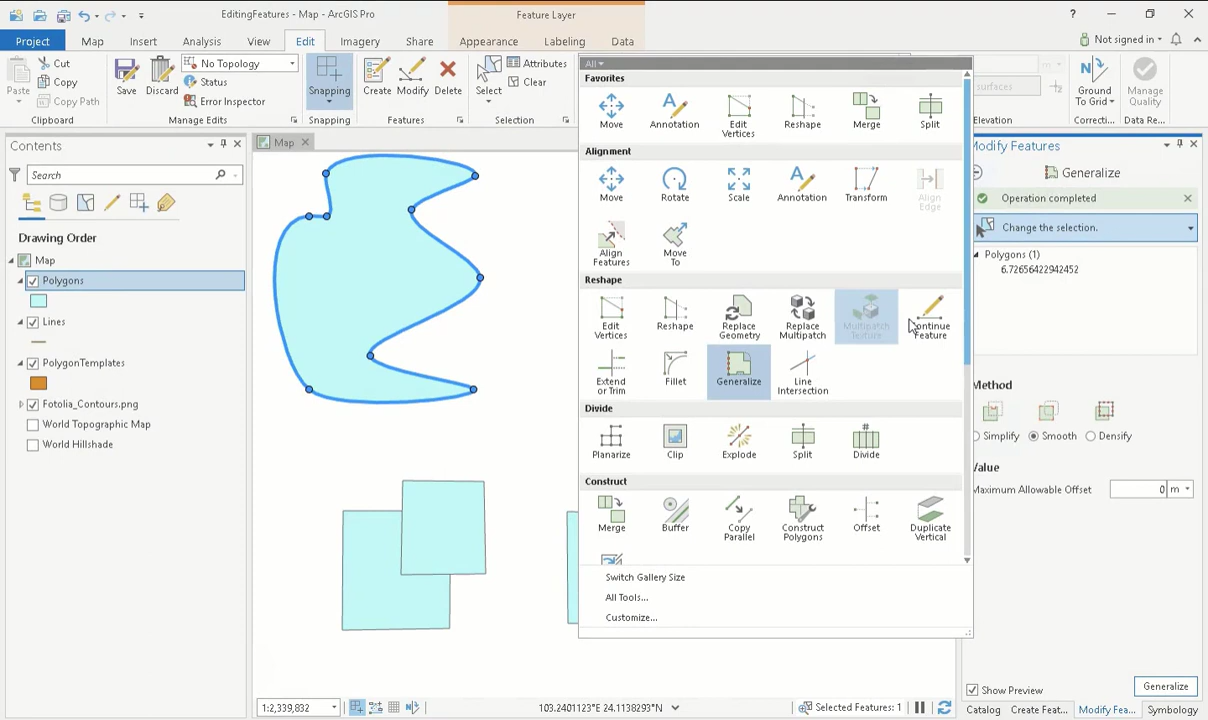 EditingFeatures - Map - ArcGIS Pro
Feature Layer
?
Project
Map
Insert
Analysis
View
Edit
Imagery
Share
Appearance
Labeling
Data
Not signed in
Paste
Cut
Copy
Copy Path
Clipboard
Save
Discard
No Topology
Status
Error Inspector
Manage Edits
Snapping
Snapping
Create
Modify
Delete
Features
Select
Attributes
Clear
Selection
Elevation
Ground To Grid
Correcti...
Manage Quality
Data Re...
Contents
Search
Drawing Order
Map
Polygons
Lines
PolygonTemplates
Fotolia_Contours.png
World Topographic Map
World Hillshade
Map
All
Favorites
Move
Annotation
Edit Vertices
Reshape
Merge
Split
Alignment
Move
Rotate
Scale
Annotation
Transform
Align Edge
Align Features
Move To
Reshape
Edit Vertices
Reshape
Replace Geometry
Replace Multipatch
Multipatch Texture
Continue Feature
Extend or Trim
Fillet
Generalize
Line Intersection
Divide
Planarize
Clip
Explode
Split
Divide
Construct
Merge
Buffer
Copy Parallel
Construct Polygons
Offset
Duplicate Vertical
Switch Gallery Size
All Tools...
Customize...
Modify Features
Generalize
Operation completed
Change the selection.
Polygons (1)
6.72656422942452
Method
Simplify
Smooth
Densify
Value
Maximum Allowable Offset
0 m
Show Preview
Generalize
1:2,339,832
103.2401123°E 24.1138293°N
Selected Features: 1
Catalog
Create Feat...
Modify Fea...
Symbology